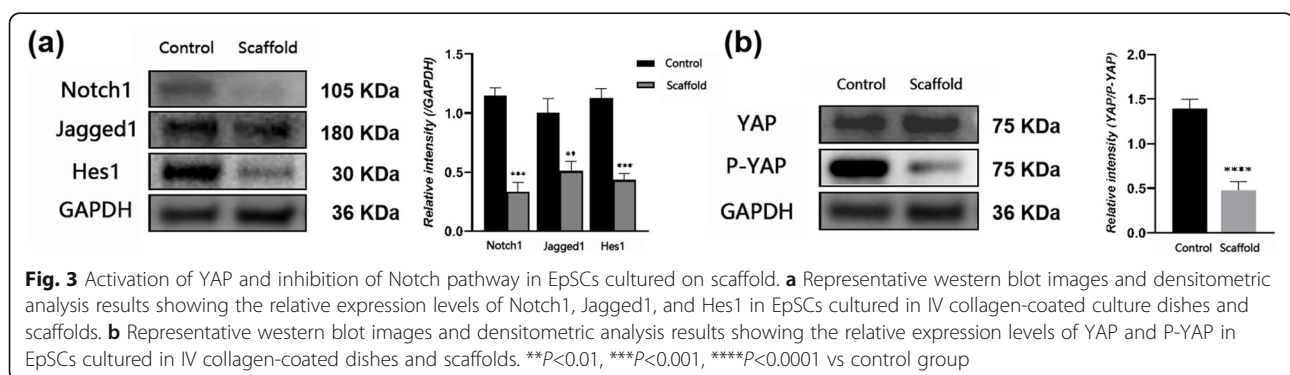 (a)
Control Scaffold
Notch1 105 KDa
Jagged1 180 KDa
Hes1 30 KDa
GAPDH 36 KDa
Relative intensity (/GAPDH)
1.5
1.0
0.5
0.0
***
**
***
Notch1 Jagged1 Hes1
Control
Scaffold
(b)
Control Scaffold
YAP 75 KDa
P-YAP 75 KDa
GAPDH 36 KDa
Relative intensity (YAP/P-YAP)
2.0
1.5
1.0
0.5
0.0
****
Control Scaffold
Fig. 3 Activation of YAP and inhibition of Notch pathway in EpSCs cultured on scaffold. a Representative western blot images and densitometric
analysis results showing the relative expression levels of Notch1, Jagged1, and Hes1 in EpSCs cultured in IV collagen-coated culture dishes and
scaffolds. b Representative western blot images and densitometric analysis results showing the relative expression levels of YAP and P-YAP in
EpSCs cultured in IV collagen-coated dishes and scaffolds. **P<0.01, ***P<0.001, ****P<0.0001 vs control group